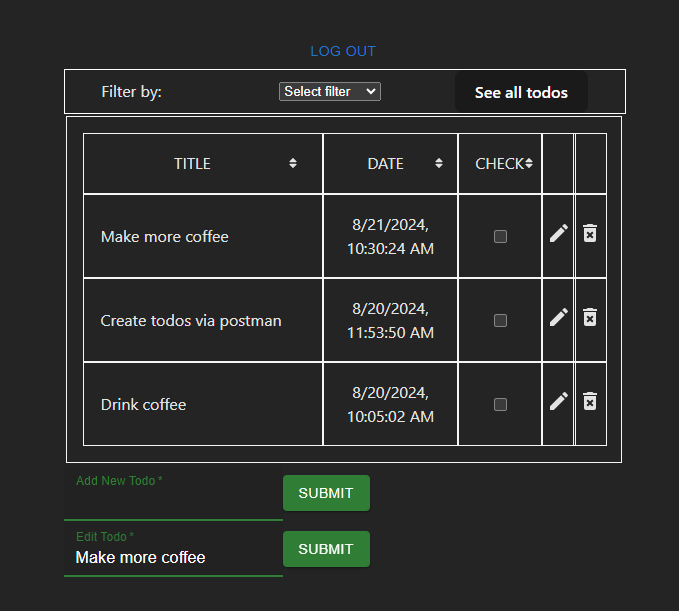 LOG OUT
Filter by: Select filter See all todos
TITLE DATE CHECK
Make more coffee 8/21/2024,
10:30:24 AM
Create todos via postman 8/20/2024,
11:53:50 AM
Drink coffee 8/20/2024,
10:05:02 AM
Add New Todo *
SUBMIT
Edit Todo *
Make more coffee SUBMIT